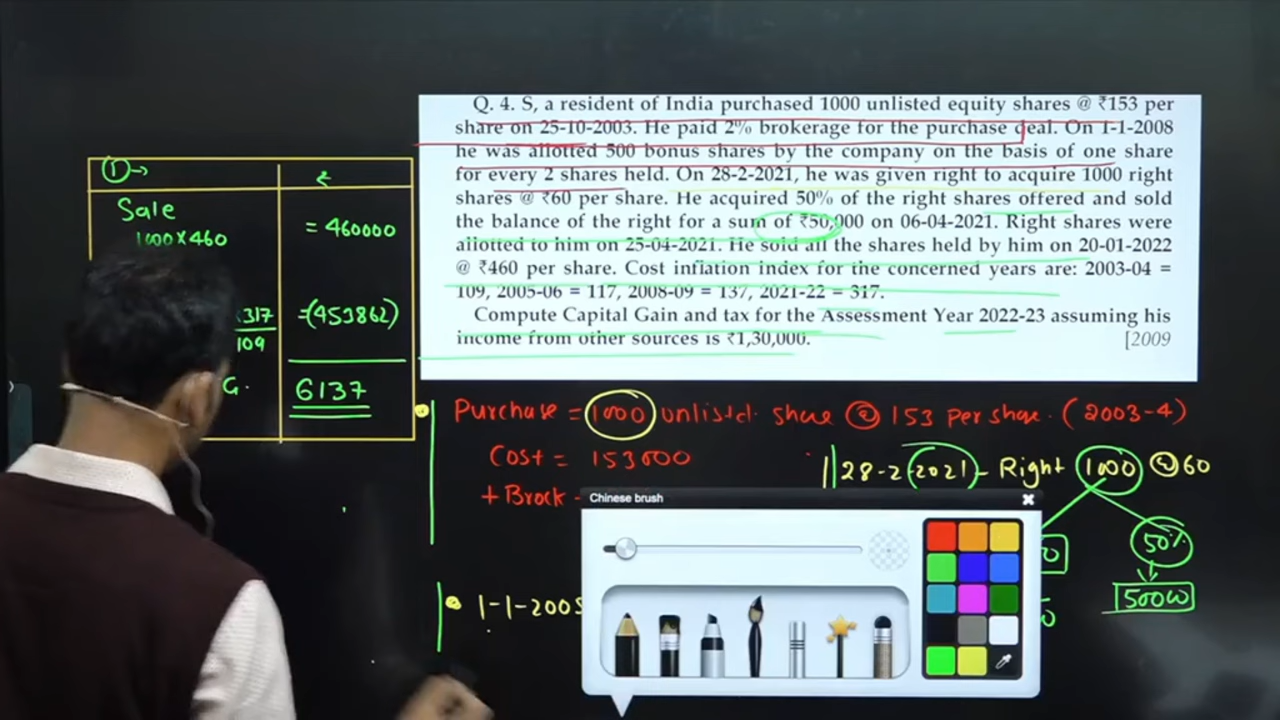 Q. 4. S, a resident of India purchased 1000 unlisted equity shares @ ₹153 per
share on 25-10-2003. He paid 2% brokerage for the purchase deal. On 1-1-2008
he was allotted 500 bonus shares by the company on the basis of one share
for every 2 shares held. On 28-2-2021, he was given right to acquire 1000 right
shares @ ₹60 per share. He acquired 50% of the right shares offered and sold
the balance of the right for a sum of ₹50,000 on 06-04-2021. Right shares were
allotted to him on 25-04-2021. He sold all the shares held by him on 20-01-2022
@ ₹460 per share. Cost inflation index for the concerned years are: 2003-04 =
109, 2005-06 = 117, 2008-09 = 137, 2021-22 = 317.
Compute Capital Gain and tax for the Assessment Year 2022-23 assuming his
income from other sources is ₹1,30,000. [2009
① → ₹
Sale
1000 × 460 = 460000
317
109
=(453862)
G. 6137
Purchase = 1000 unlistd. share @ 153 per share. (2003-4)
Cost = 153000
+ Brock -
28-2-2021 - Right 1000 @ 60
50%
1-1-200
Chinese brush